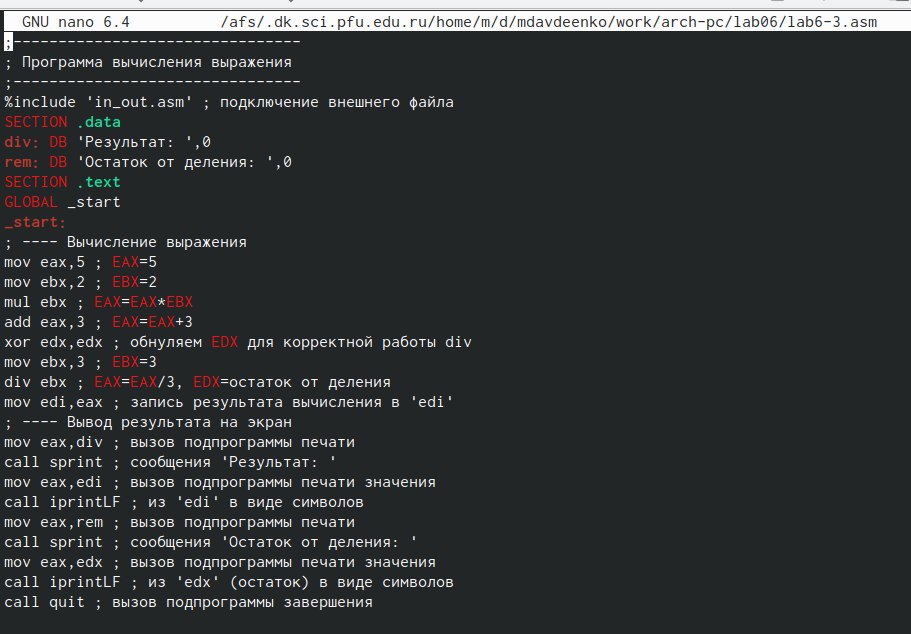 GNU nano 6.4 /afs/.dk.sci.pfu.edu.ru/home/m/d/mdavdeenko/work/arch-pc/lab06/lab6-3.asm
;--------------------------------
; Программа вычисления выражения
;--------------------------------
%include 'in_out.asm' ; подключение внешнего файла
SECTION .data
div: DB 'Результат: ',0
rem: DB 'Остаток от деления: ',0
SECTION .text
GLOBAL _start
_start:
; ---- Вычисление выражения
mov eax,5 ; EAX=5
mov ebx,2 ; EBX=2
mul ebx ; EAX=EAX*EBX
add eax,3 ; EAX=EAX+3
xor edx,edx ; обнуляем EDX для корректной работы div
mov ebx,3 ; EBX=3
div ebx ; EAX=EAX/3, EDX=остаток от деления
mov edi,eax ; запись результата вычисления в 'edi'
; ---- Вывод результата на экран
mov eax,div ; вызов подпрограммы печати
call sprint ; сообщения 'Результат: '
mov eax,edi ; вызов подпрограммы печати значения
call iprintLF ; из 'edi' в виде символов
mov eax,rem ; вызов подпрограммы печати
call sprint ; сообщения 'Остаток от деления: '
mov eax,edx ; вызов подпрограммы печати значения
call iprintLF ; из 'edx' (остаток) в виде символов
call quit ; вызов подпрограммы завершения